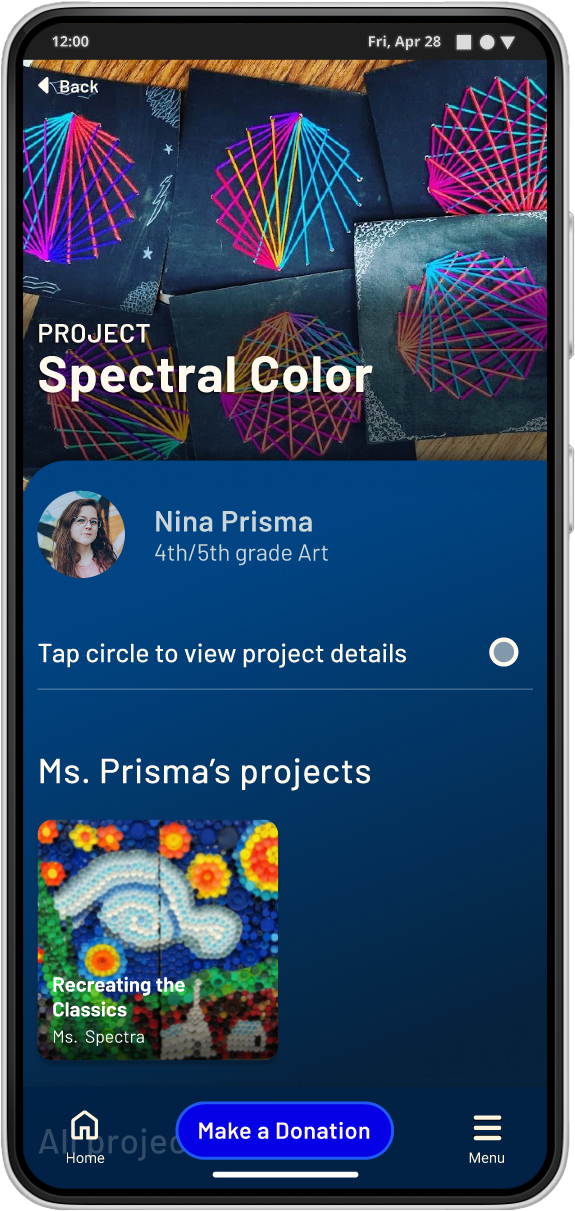 12:00 Fri, Apr 28
Back
PROJECT
Spectral Color
Nina Prisma
4th/5th grade Art
Tap circle to view project details
Ms. Prisma's projects
Recreating the
Classics
Ms. Spectra
All projec
Make a Donation
Home
Menu